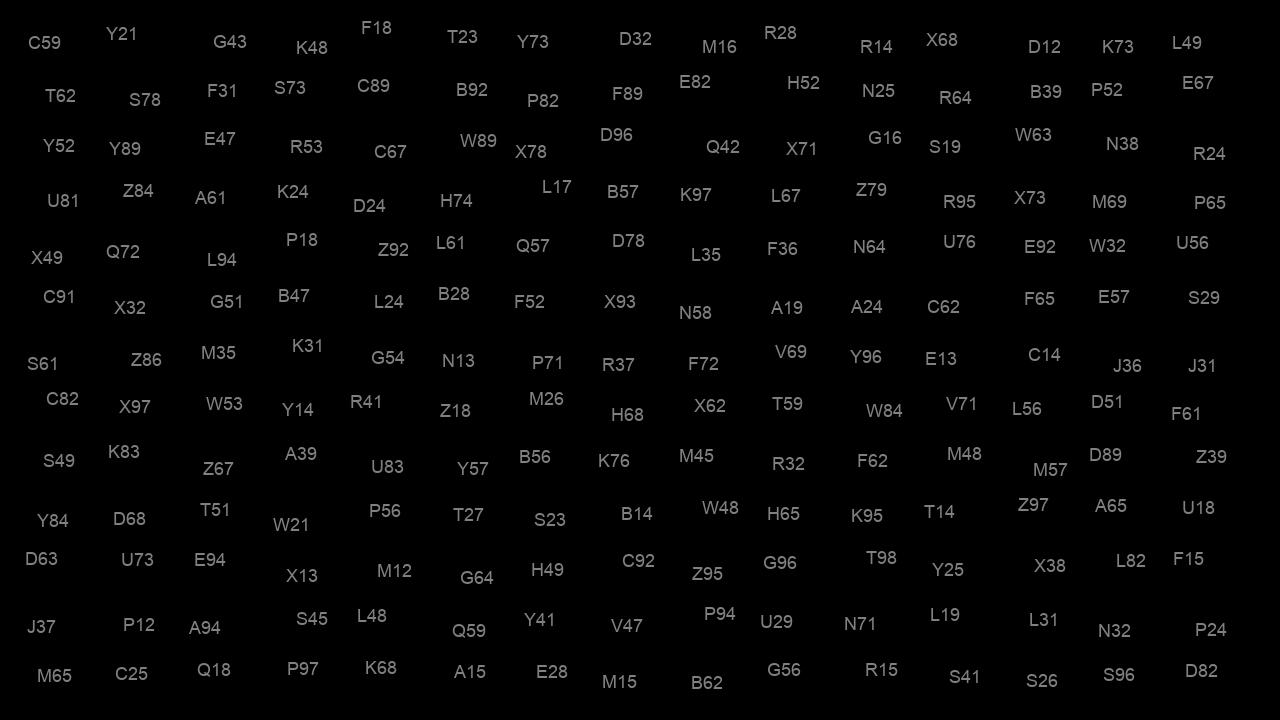 C59 Y21 G43 K48 F18 T23 Y73 D32 M16 R28 R14 X68 D12 K73 L49
T62 S78 F31 S73 C89 B92 P82 F89 E82 H52 N25 R64 B39 P52 E67
Y52 Y89 E47 R53 C67 W89 X78 D96 Q42 X71 G16 S19 W63 N38 R24
U81 Z84 A61 K24 D24 H74 L17 B57 K97 L67 Z79 R95 X73 M69 P65
X49 Q72 L94 P18 Z92 L61 Q57 D78 L35 F36 N64 U76 E92 W32 U56
C91 X32 G51 B47 L24 B28 F52 X93 N58 A19 A24 C62 F65 E57 S29
S61 Z86 M35 K31 G54 N13 P71 R37 F72 V69 Y96 E13 C14 J36 J31
C82 X97 W53 Y14 R41 Z18 M26 H68 X62 T59 W84 V71 L56 D51 F61
S49 K83 Z67 A39 U83 Y57 B56 K76 M45 R32 F62 M48 M57 D89 Z39
Y84 D68 T51 W21 P56 T27 S23 B14 W48 H65 K95 T14 Z97 A65 U18
D63 U73 E94 X13 M12 G64 H49 C92 Z95 G96 T98 Y25 X38 L82 F15
J37 P12 A94 S45 L48 Q59 Y41 V47 P94 U29 N71 L19 L31 N32 P24
M65 C25 Q18 P97 K68 A15 E28 M15 B62 G56 R15 S41 S26 S96 D82